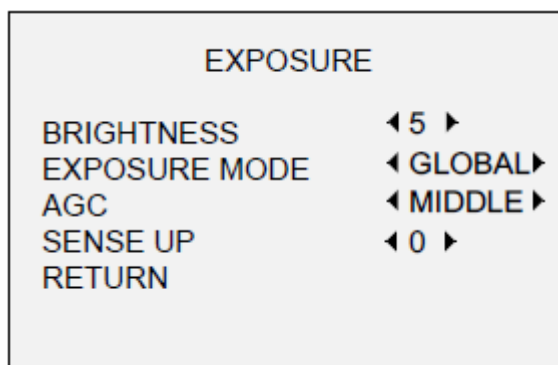 EXPOSURE
BRIGHTNESS 5
EXPOSURE MODE GLOBAL
AGC MIDDLE
SENSE UP 0
RETURN